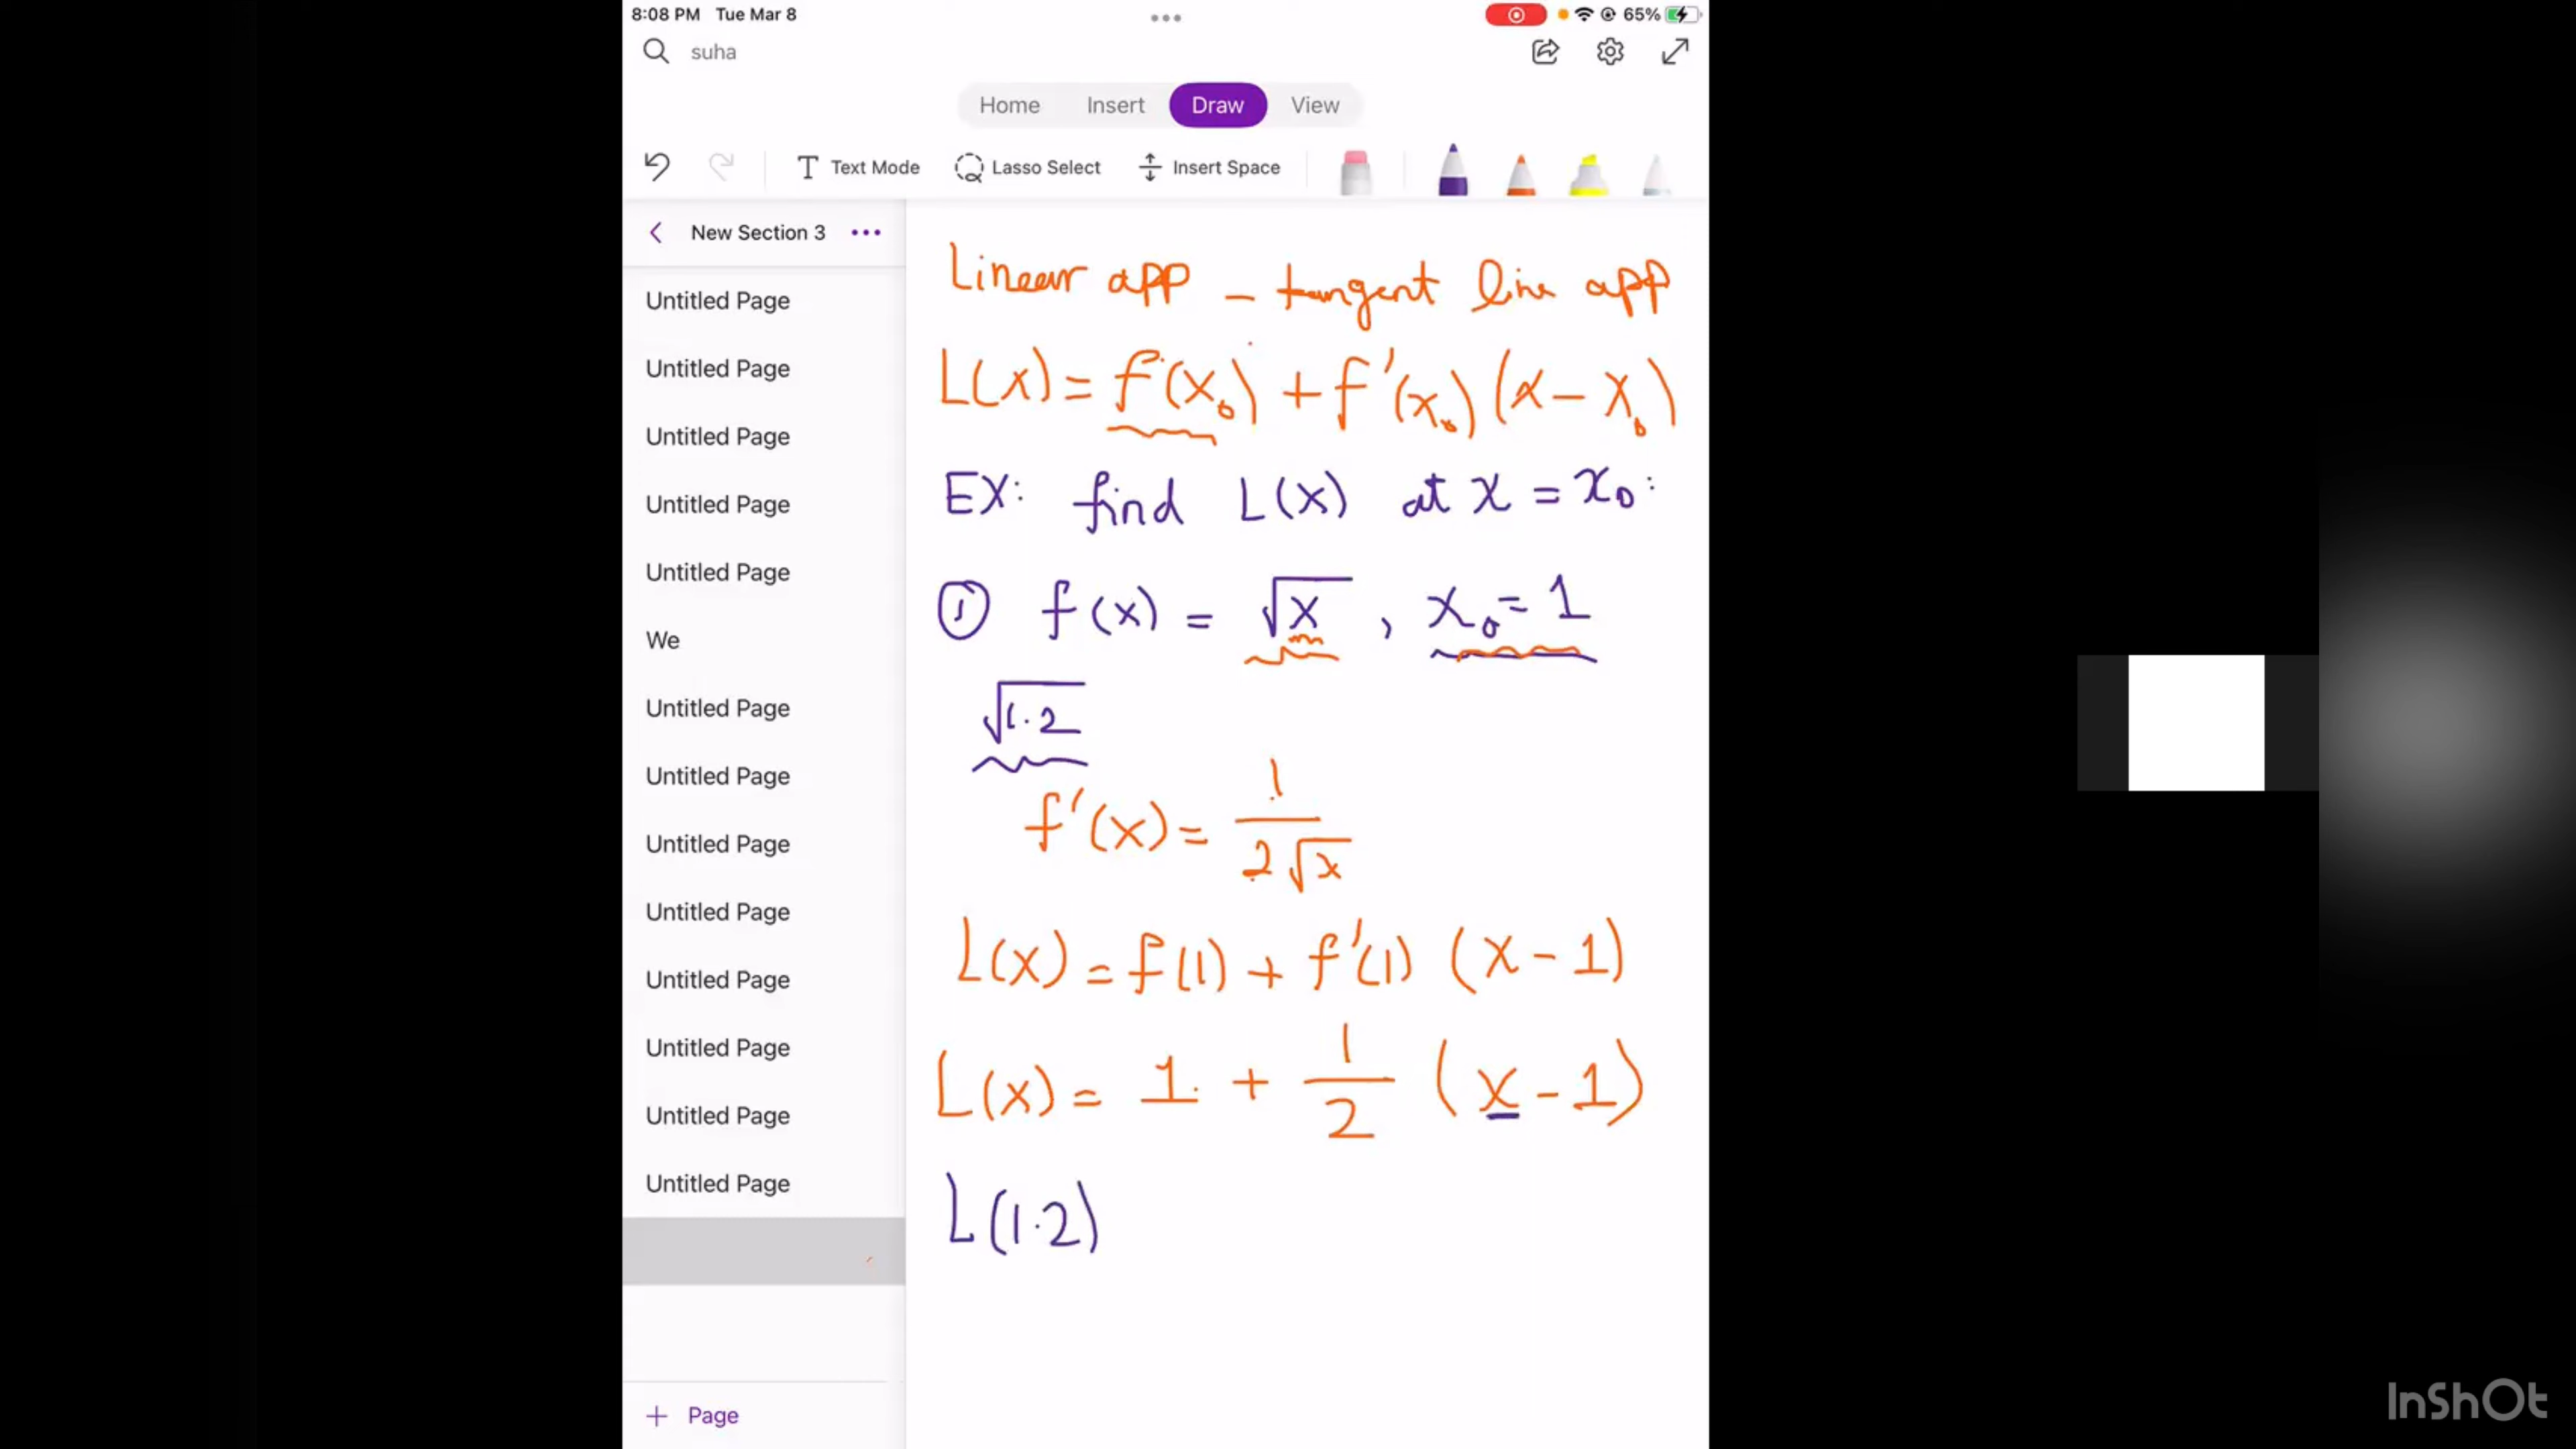 8:08 PM Tue Mar 8
65%
suha
Home Insert Draw View
Text Mode Lasso Select Insert Space
New Section 3
Untitled Page
Untitled Page
Untitled Page
Untitled Page
Untitled Page
We
Untitled Page
Untitled Page
Untitled Page
Untitled Page
Untitled Page
Untitled Page
Untitled Page
Untitled Page
+ Page
Linear app - tangent line app
L(x) = f(x₀) + f'(x₀) (x - x₀)
EX: find L(x) at x = x₀:
① f(x) = √x , x₀ = 1
√1.2
f'(x) = 1/(2√x)
L(x) = f(1) + f'(1) (x - 1)
L(x) = 1 + 1/2 (x - 1)
L(1.2)
InShOt